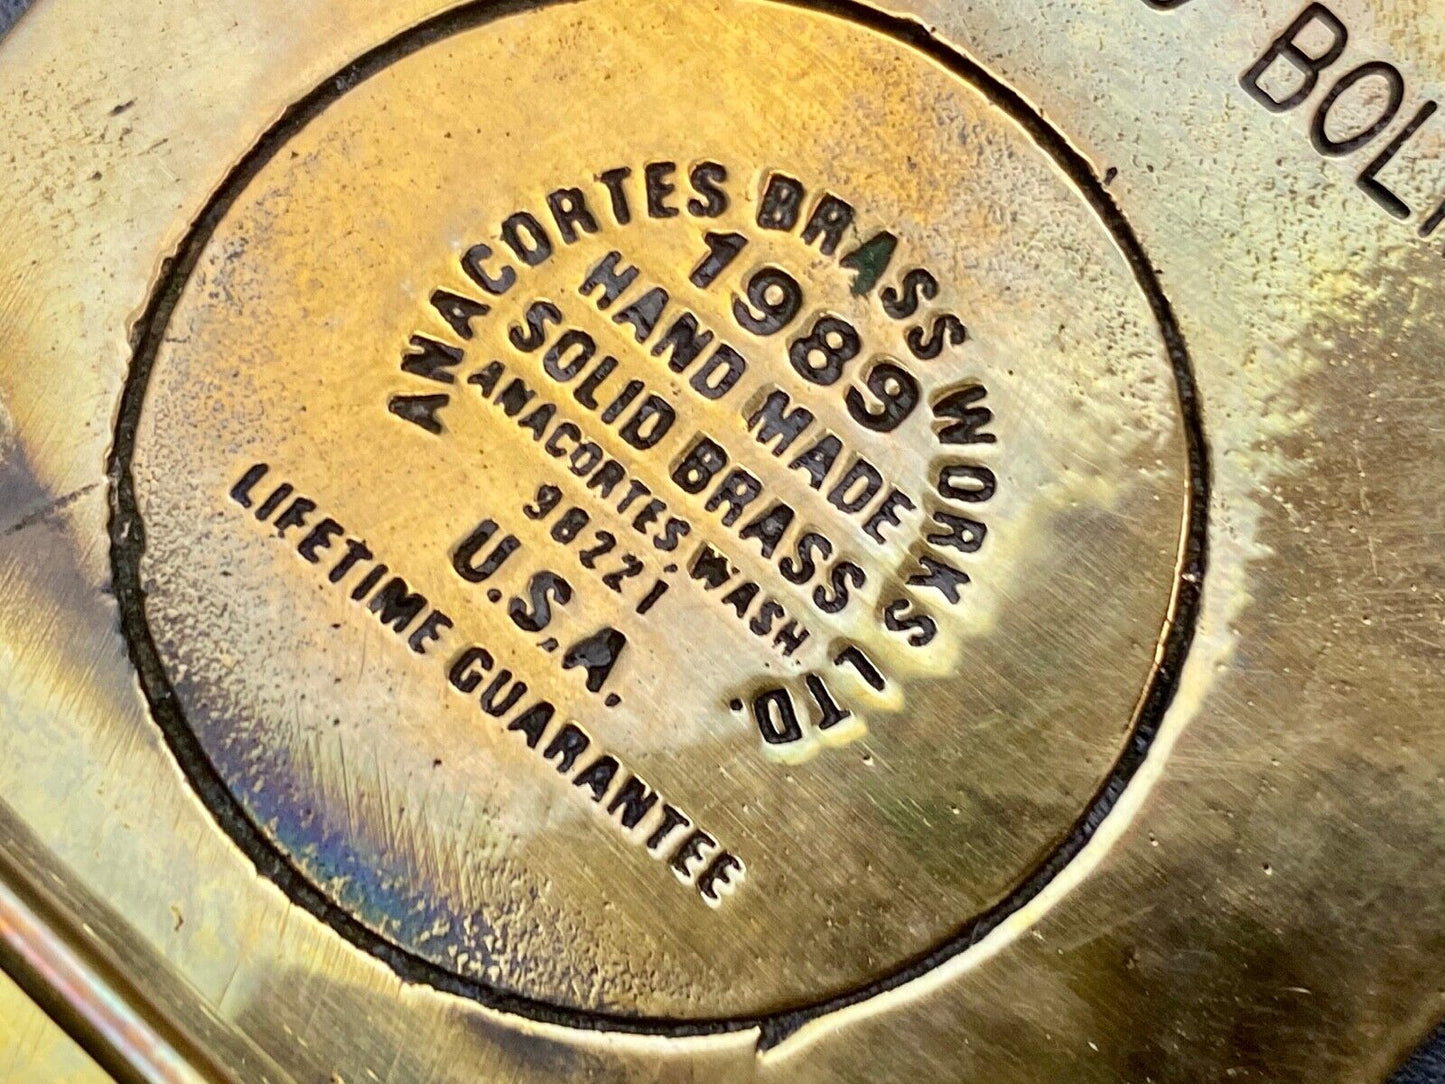 ANACORTES BRASS WORKS LTD.
1989
HAND MADE
SOLID BRASS
ANACORTES, WASH
98221
U.S.A.
LIFETIME GUARANTEE